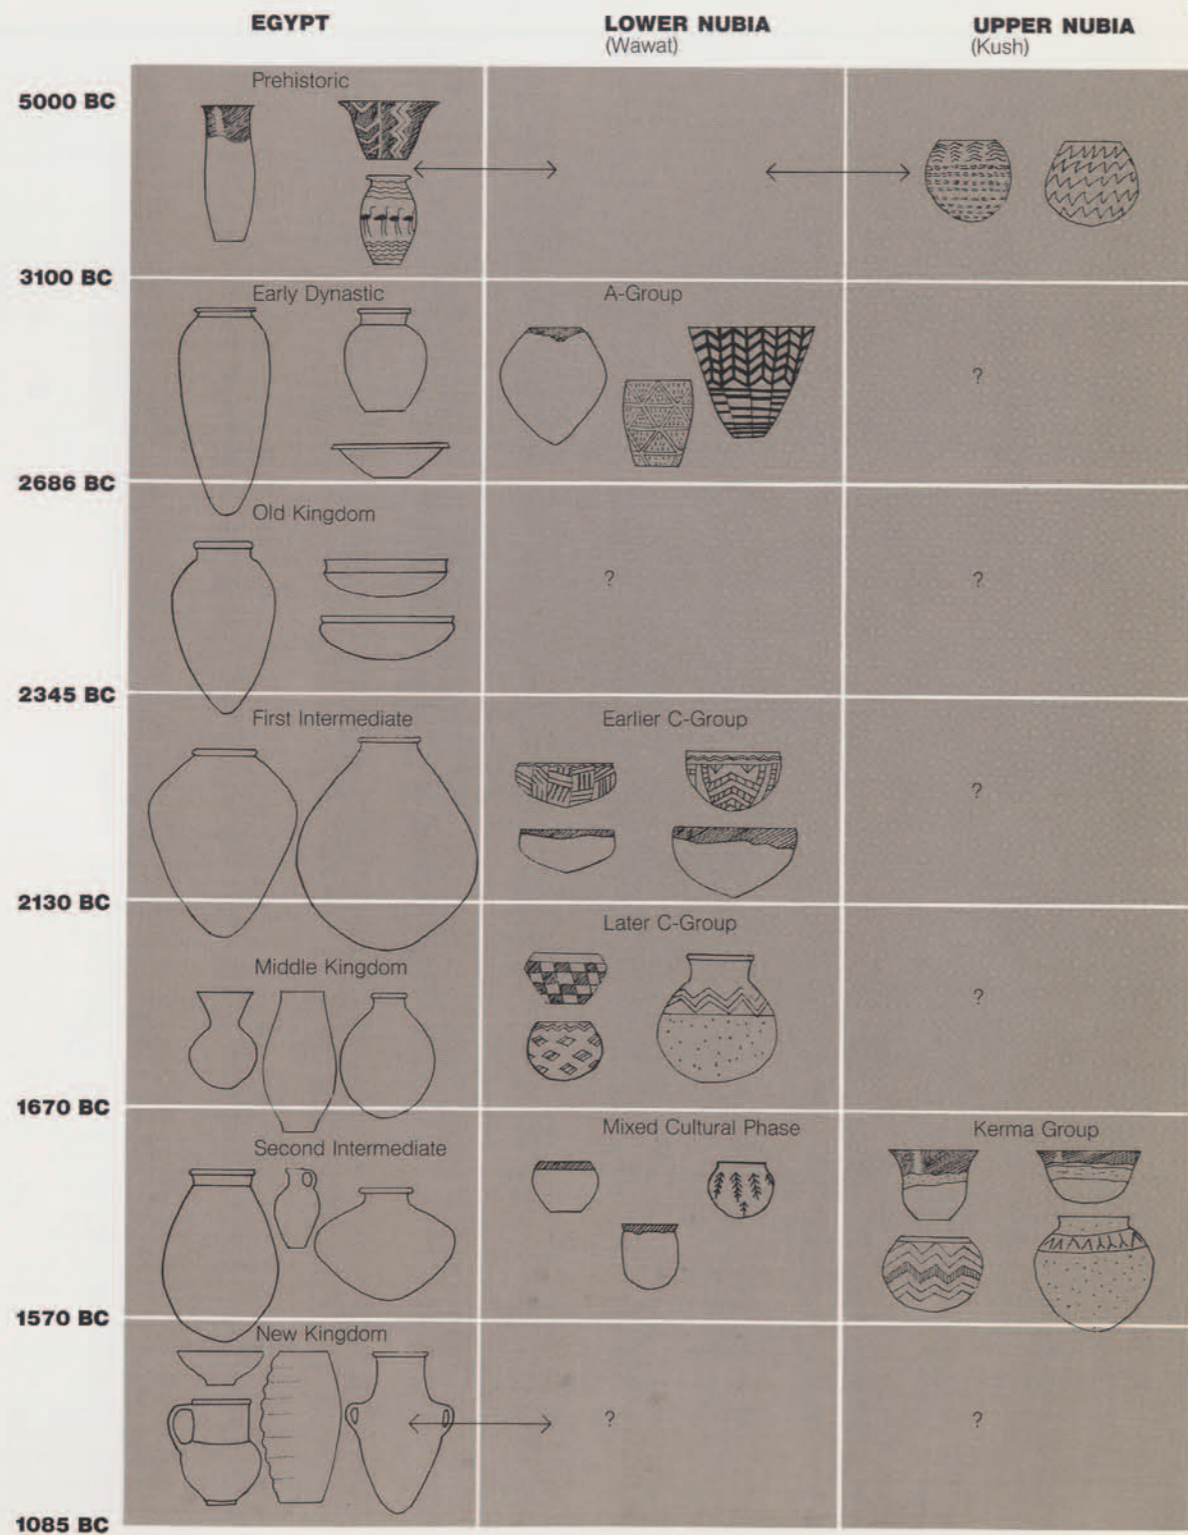 EGYPT
LOWER NUBIA
(Wawat)
UPPER NUBIA
(Kush)
5000 BC
Prehistoric
3100 BC
Early Dynastic
A-Group
?
2686 BC
Old Kingdom
?
?
2345 BC
First Intermediate
Earlier C-Group
?
2130 BC
Later C-Group
Middle Kingdom
?
1670 BC
Mixed Cultural Phase
Kerma Group
Second Intermediate
1570 BC
New Kingdom
?
?
1085 BC